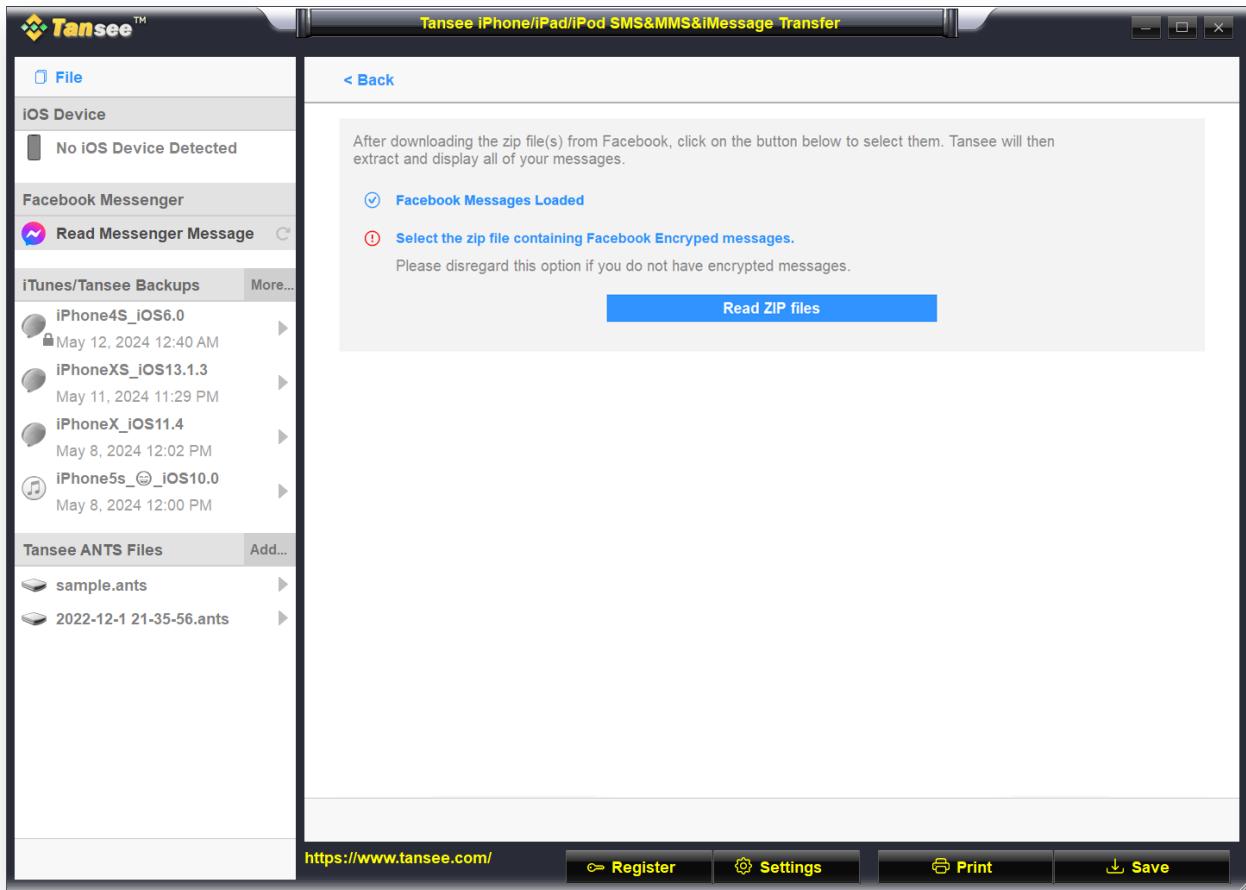 Tansee™
Tansee iPhone/iPad/iPod SMS&MMS&iMessage Transfer
File
iOS Device
No iOS Device Detected
Facebook Messenger
Read Messenger Message
iTunes/Tansee Backups More...
iPhone4S_iOS6.0
May 12, 2024 12:40 AM
iPhoneXS_iOS13.1.3
May 11, 2024 11:29 PM
iPhoneX_iOS11.4
May 8, 2024 12:02 PM
iPhone5s_😄_iOS10.0
May 8, 2024 12:00 PM
Tansee ANTS Files Add...
sample.ants
2022-12-1 21-35-56.ants
< Back
After downloading the zip file(s) from Facebook, click on the button below to select them. Tansee will then
extract and display all of your messages.
Facebook Messages Loaded
Select the zip file containing Facebook Encryped messages.
Please disregard this option if you do not have encrypted messages.
Read ZIP files
https://www.tansee.com/
Register
Settings
Print
Save